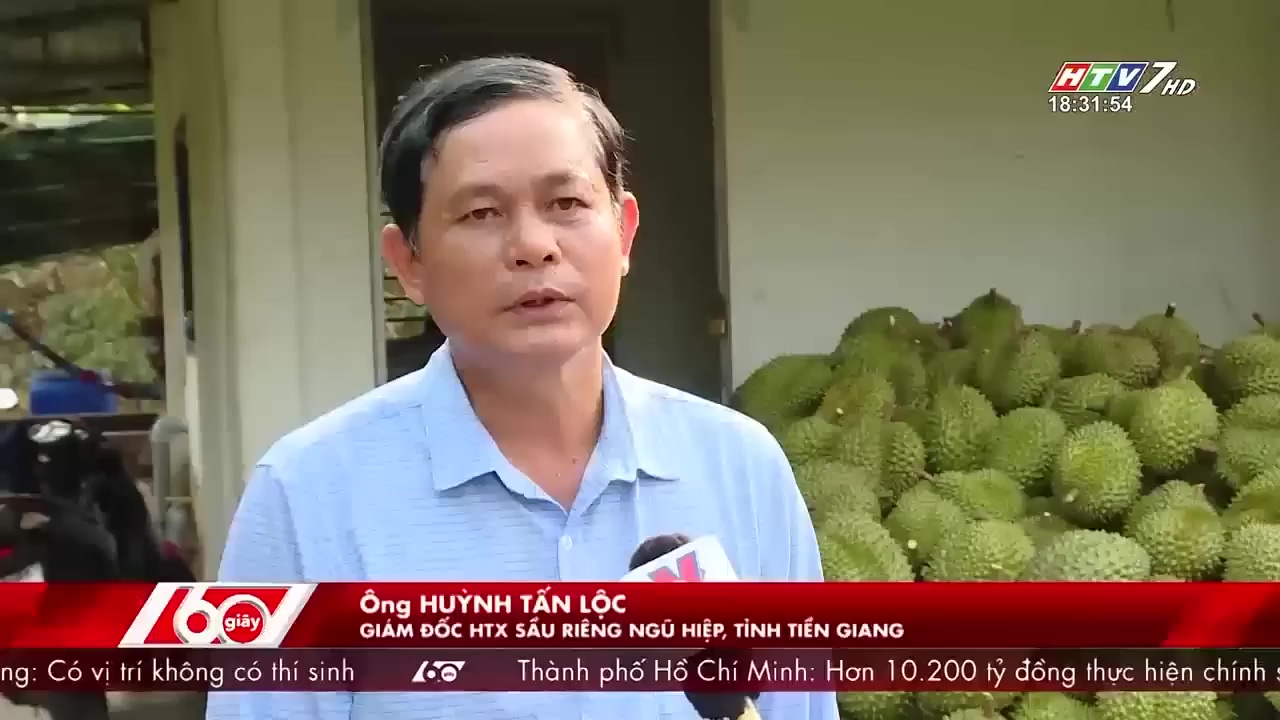 HTV7HD
18:31:54
60 giây
Ông HUỲNH TẤN LỘC
GIÁM ĐỐC HTX SẦU RIÊNG NGŨ HIỆP, TỈNH TIỀN GIANG
ng: Có vị trí không có thí sinh 60 giây Thành phố Hồ Chí Minh: Hơn 10.200 tỷ đồng thực hiện chính s